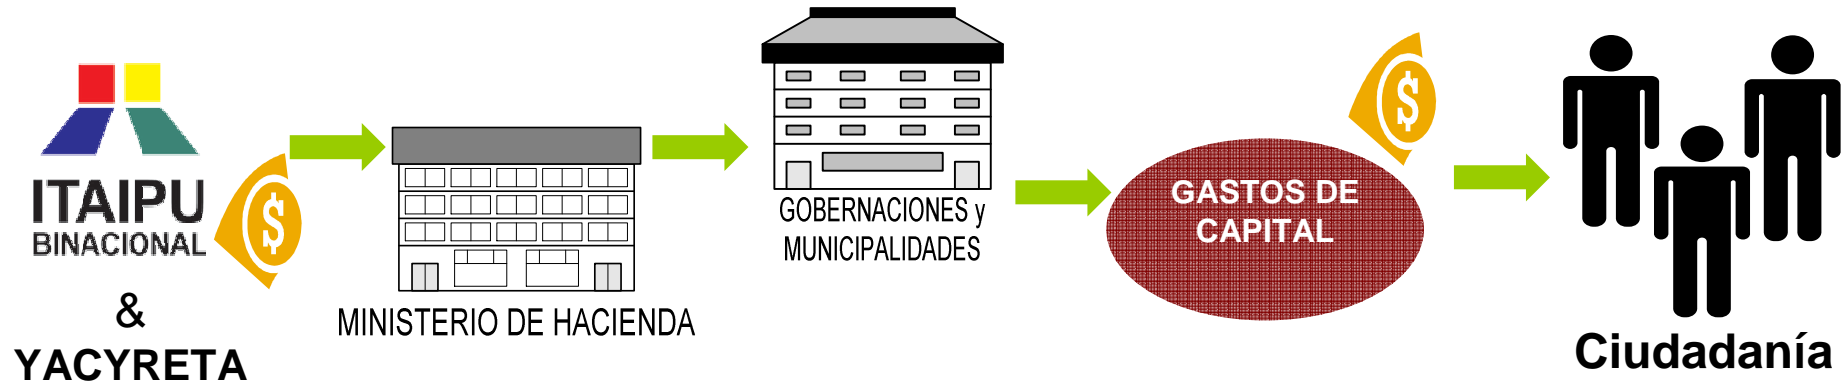 ITAIPU
BINACIONAL
&
YACYRETA
$
MINISTERIO DE HACIENDA
GOBERNACIONES y
MUNICIPALIDADES
GASTOS DE
CAPITAL
$
Ciudadanía